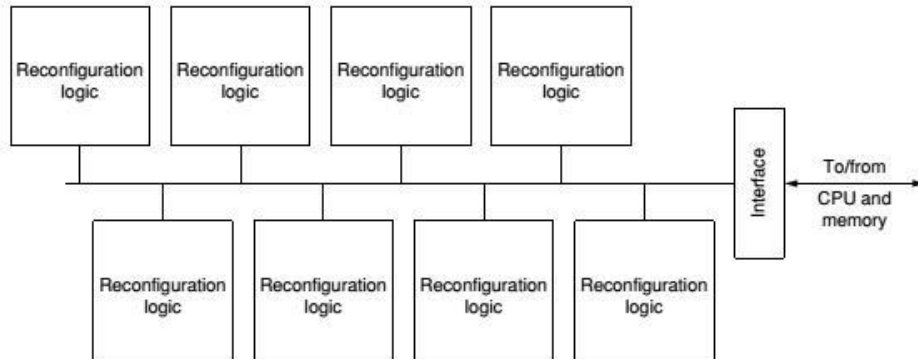 Reconfiguration
logic
Reconfiguration
logic
Reconfiguration
logic
Reconfiguration
logic
Interface
To/from
CPU and
memory
Reconfiguration
logic
Reconfiguration
logic
Reconfiguration
logic
Reconfiguration
logic